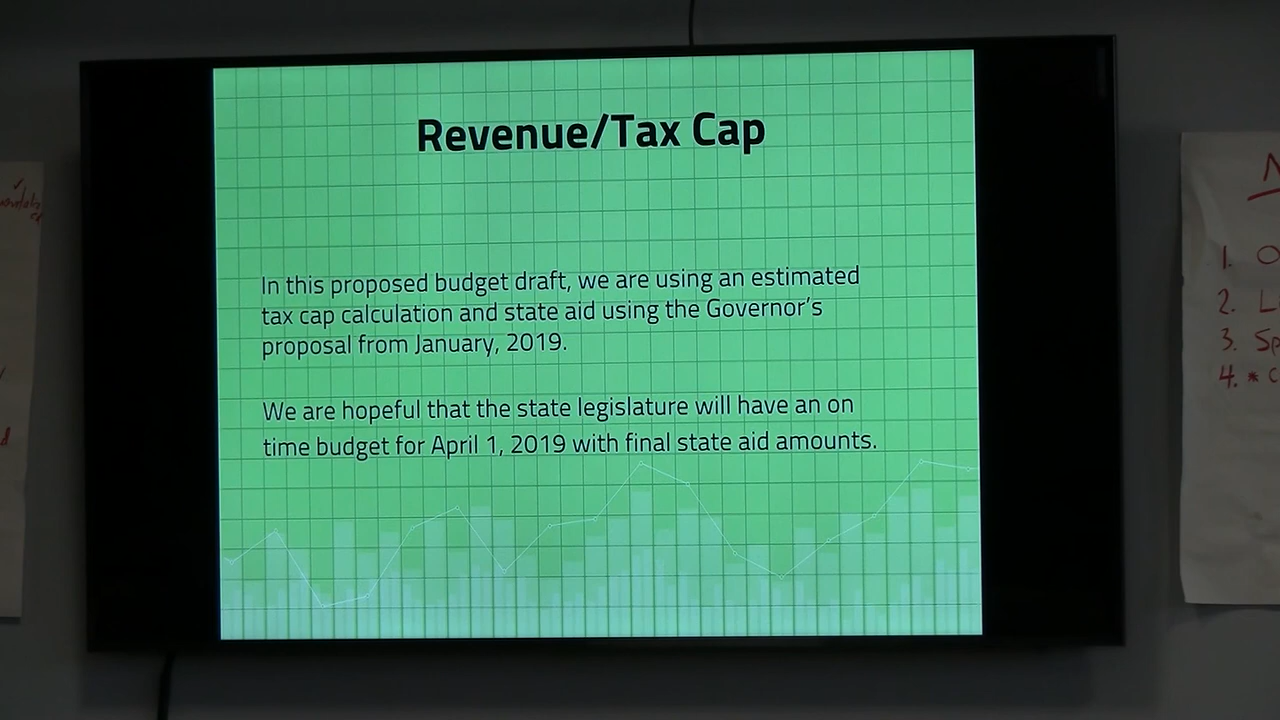 Revenue/Tax Cap
In this proposed budget draft, we are using an estimated
tax cap calculation and state aid using the Governor's
proposal from January, 2019.
We are hopeful that the state legislature will have an on
time budget for April 1, 2019 with final state aid amounts.
1. O
2. L
3. Sp
4. * C